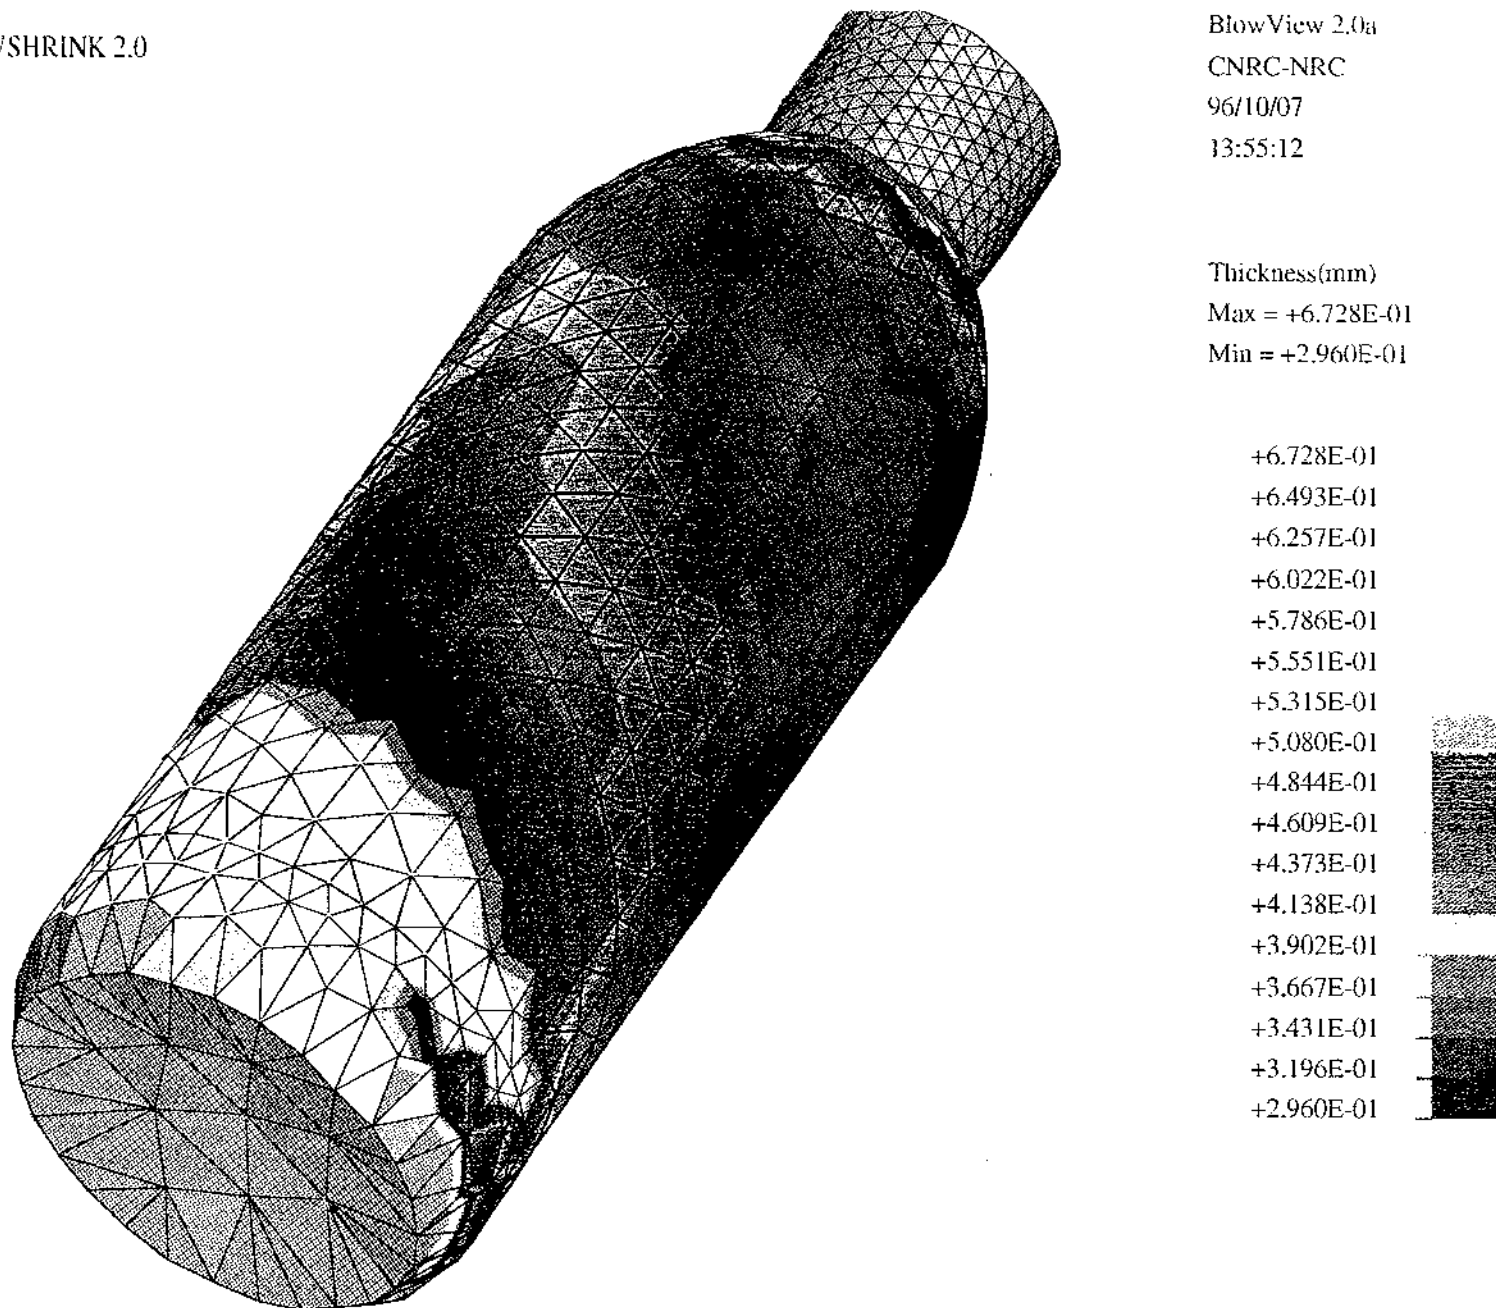 /SHRINK 2.0
BlowView 2.0a
CNRC-NRC
96/10/07
13:55:12
Thickness(mm)
Max = +6.728E-01
Min = +2.960E-01
+6.728E-01
+6.493E-01
+6.257E-01
+6.022E-01
+5.786E-01
+5.551E-01
+5.315E-01
+5.080E-01
+4.844E-01
+4.609E-01
+4.373E-01
+4.138E-01
+3.902E-01
+3.667E-01
+3.431E-01
+3.196E-01
+2.960E-01